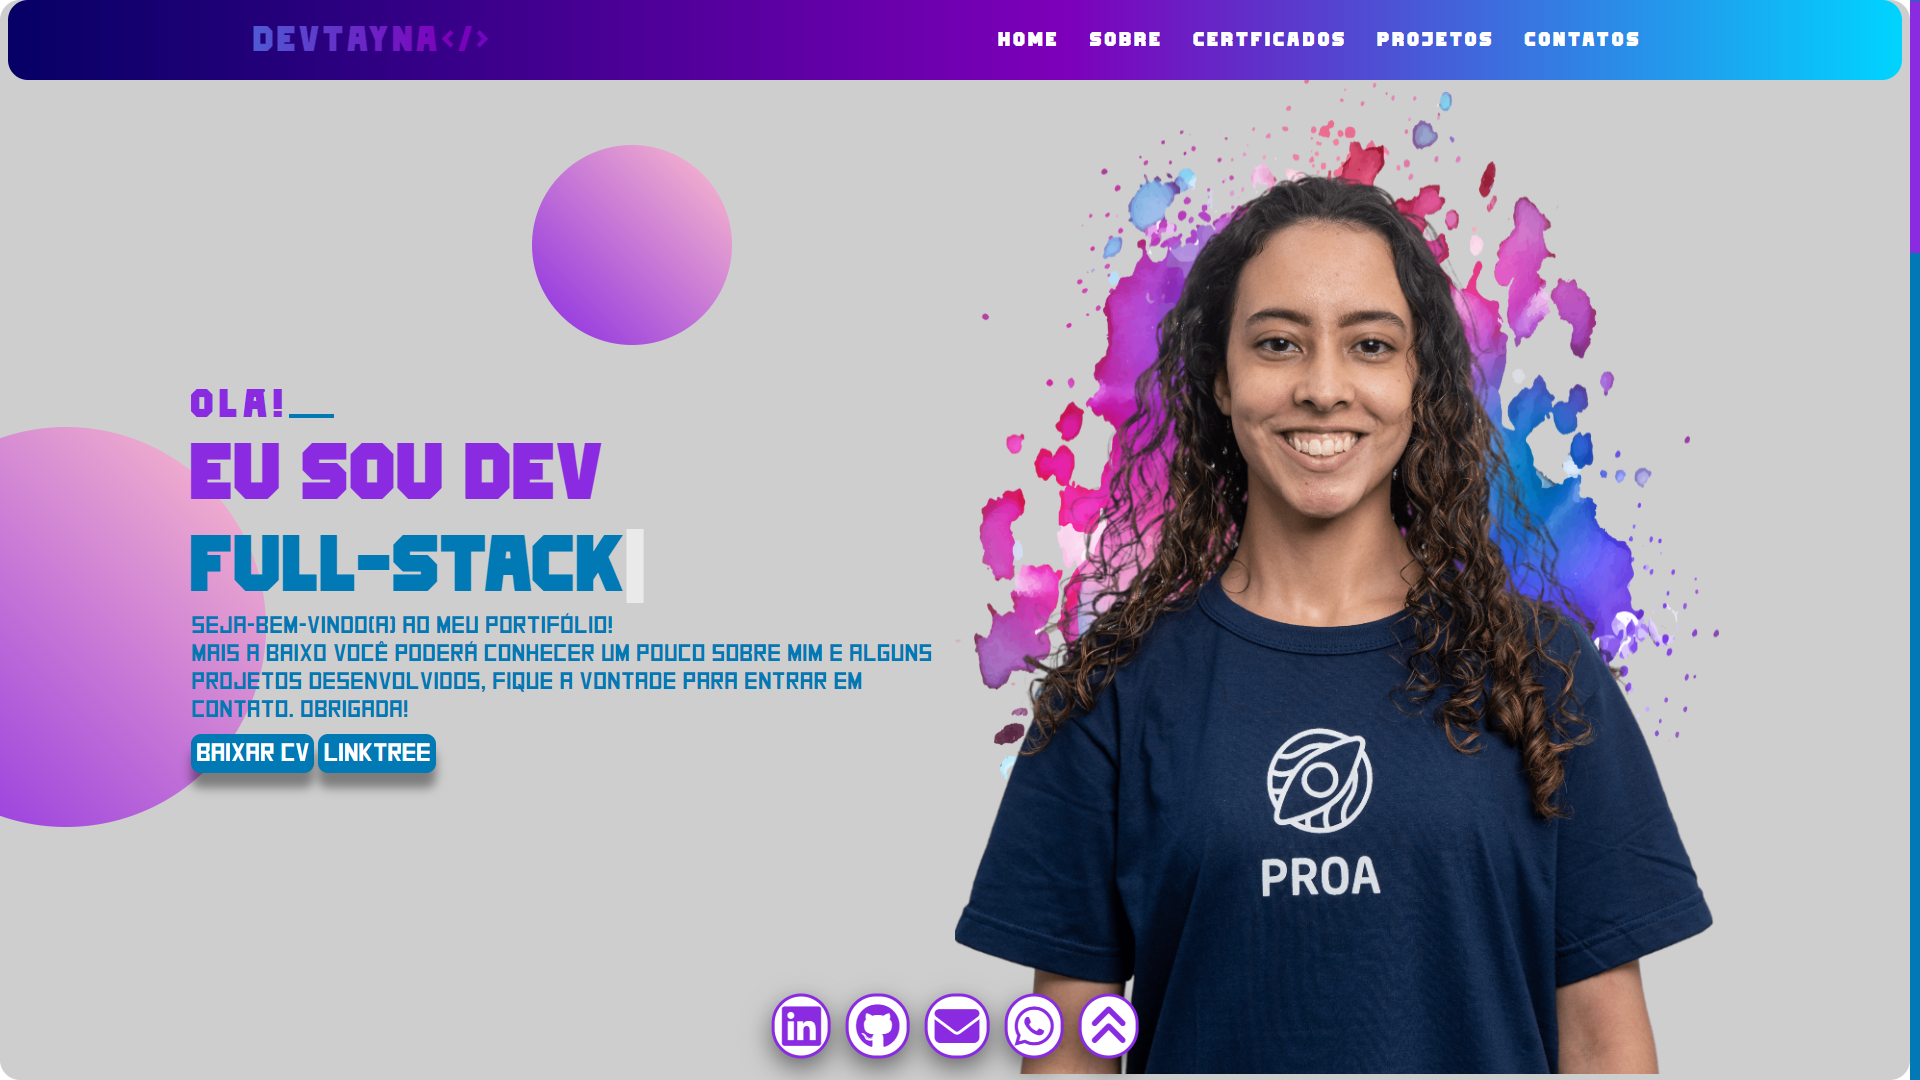 DEVTAYNA</>
HOME SOBRE CERTFICADOS PROJETOS CONTATOS
OLÁ!__
EU SOU DEV
FULL-STACK
SEJA-BEM-VINDO(A) AO MEU PORTIFÓLIO!
MAIS A BAIXO VOCÊ PODERÁ CONHECER UM POUCO SOBRE MIM E ALGUNS
PROJETOS DESENVOLVIDOS, FIQUE A VONTADE PARA ENTRAR EM
CONTATO. OBRIGADA!
BAIXAR CV LINKTREE
PROA
in